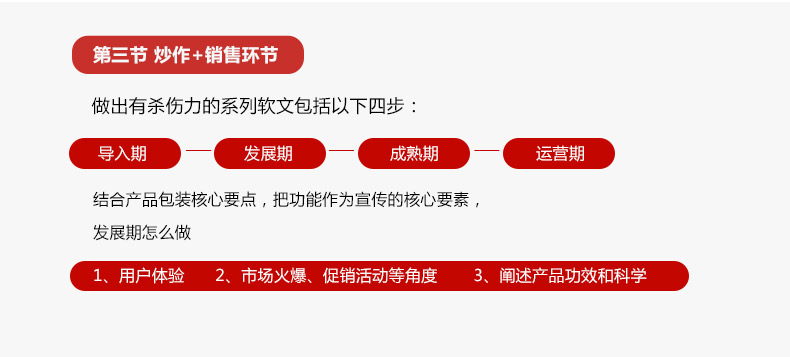 第三节 炒作+销售环节
做出有杀伤力的系列软文包括以下四步：
导入期 发展期 成熟期 运营期
结合产品包装核心要点，把功能作为宣传的核心要素，
发展期怎么做
1、用户体验 2、市场火爆、促销活动等角度 3、阐述产品功效和科学